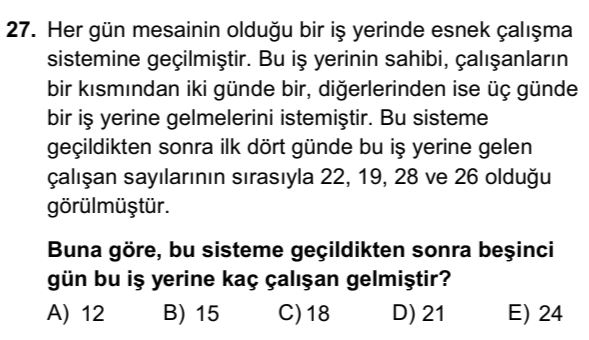 27. Her gün mesainin olduğu bir iş yerinde esnek çalışma
sistemine geçilmiştir. Bu iş yerinin sahibi, çalışanların
bir kısmından iki günde bir, diğerlerinden ise üç günde
bir iş yerine gelmelerini istemiştir. Bu sisteme
geçildikten sonra ilk dört günde bu iş yerine gelen
çalışan sayılarının sırasıyla 22, 19, 28 ve 26 olduğu
görülmüştür.
Buna göre, bu sisteme geçildikten sonra beşinci
gün bu iş yerine kaç çalışan gelmiştir?
A) 12 B) 15 C) 18 D) 21 E) 24